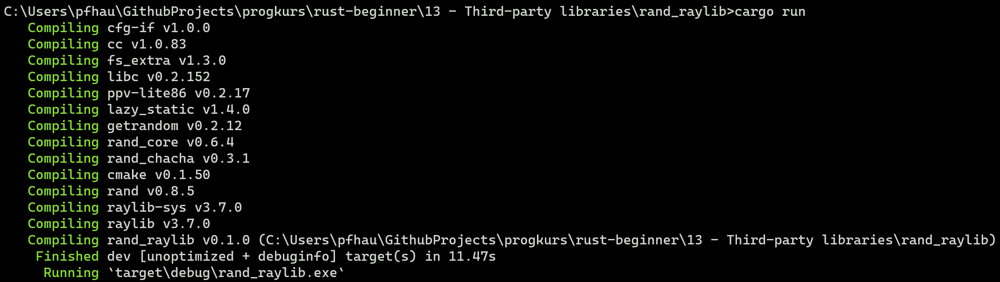 C:\Users\pfhau\GithubProjects\progkurs\rust-beginner\13 - Third-party libraries\rand_raylib>cargo run
Compiling cfg-if v1.0.0
Compiling cc v1.0.83
Compiling fs_extra v1.3.0
Compiling libc v0.2.152
Compiling ppv-lite86 v0.2.17
Compiling lazy_static v1.4.0
Compiling getrandom v0.2.12
Compiling rand_core v0.6.4
Compiling rand_chacha v0.3.1
Compiling cmake v0.1.50
Compiling rand v0.8.5
Compiling raylib-sys v3.7.0
Compiling raylib v3.7.0
Compiling rand_raylib v0.1.0 (C:\Users\pfhau\GithubProjects\progkurs\rust-beginner\13 - Third-party libraries\rand_raylib)
Finished dev [unoptimized + debuginfo] target(s) in 11.47s
Running `target\debug\rand_raylib.exe`